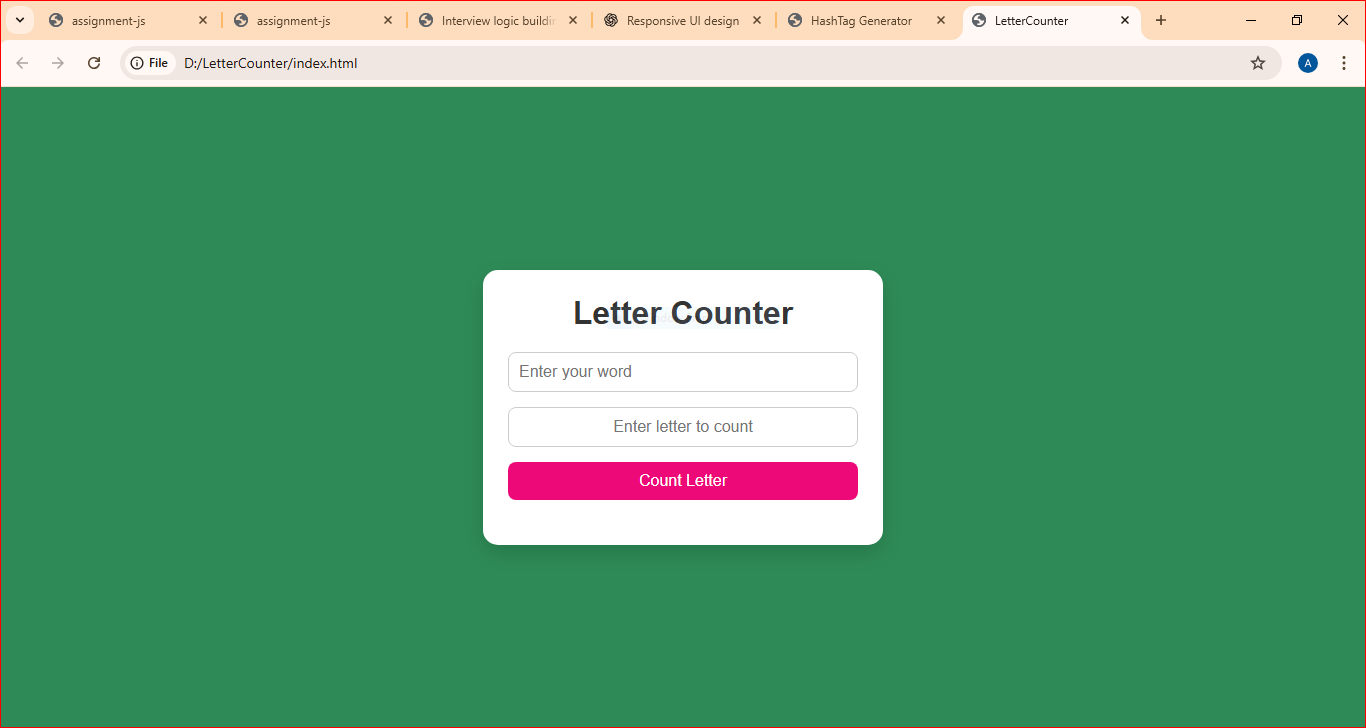 assignment-js
assignment-js
Interview logic buildin
Responsive UI design
HashTag Generator
LetterCounter
File
D:/LetterCounter/index.html
A
Letter Counter
Enter your word
Enter letter to count
Count Letter